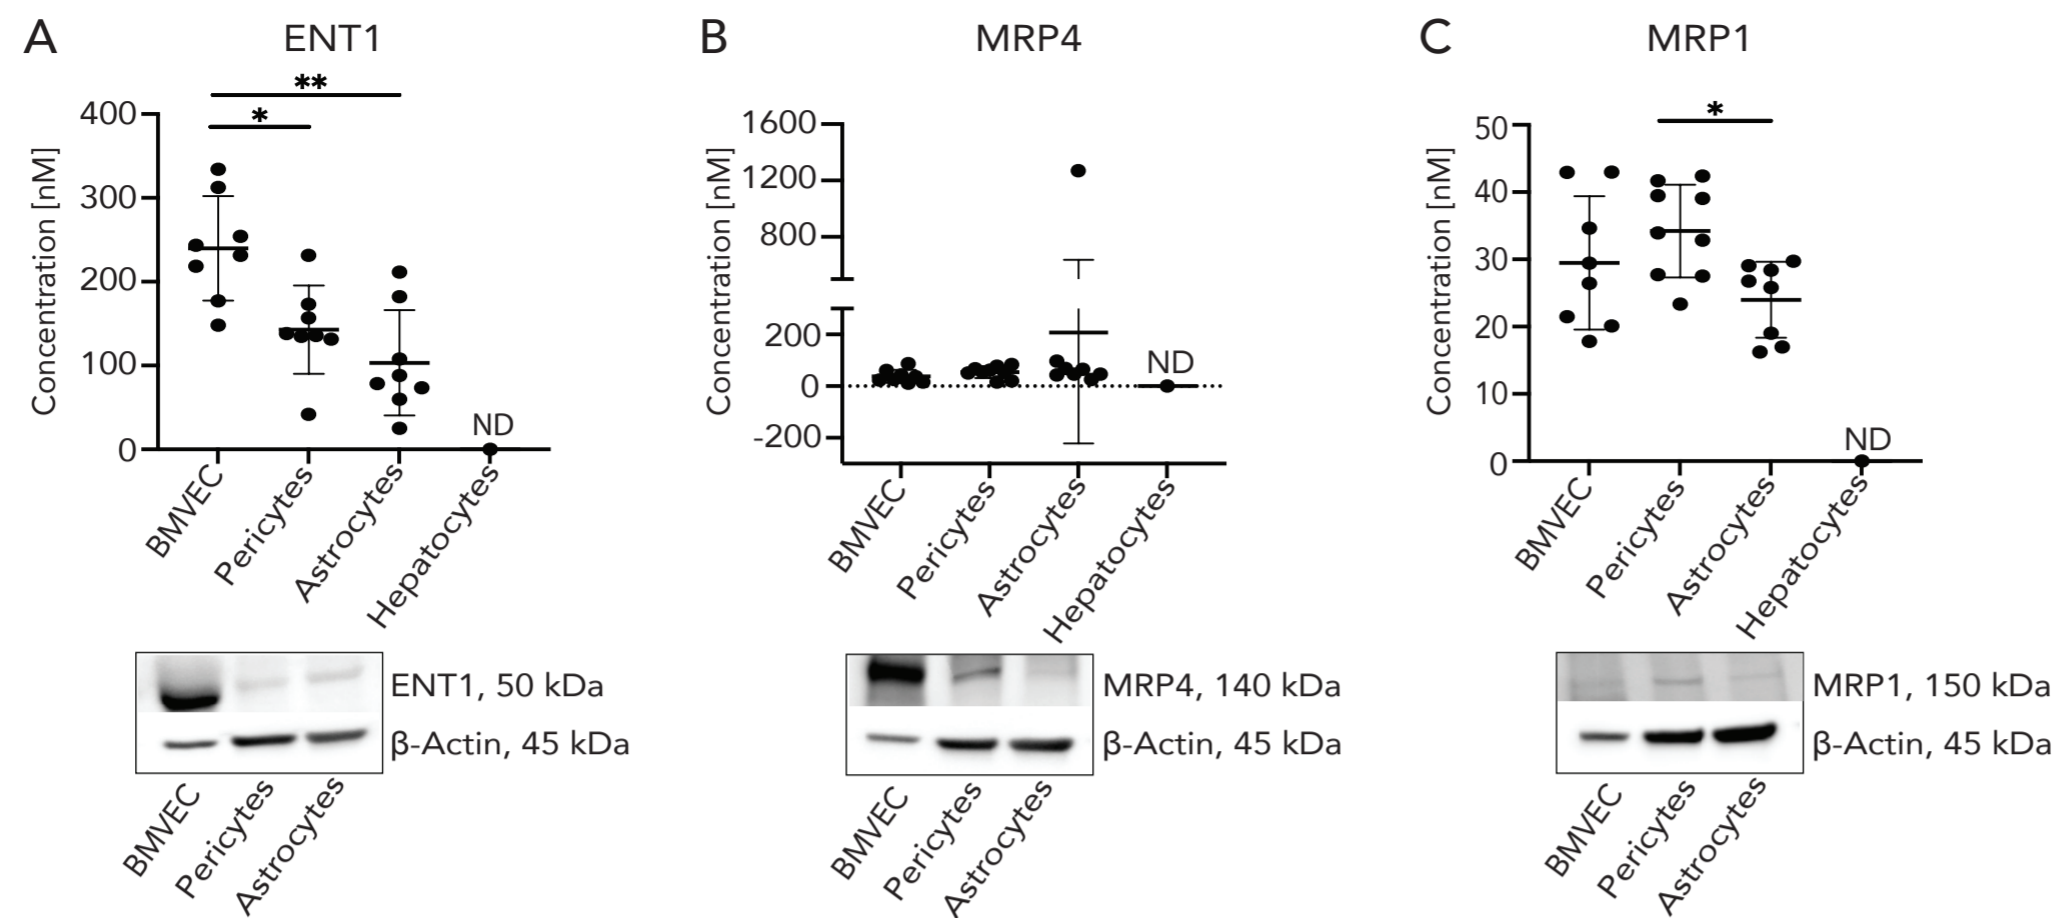 A ENT1
**
*
Concentration [nM]
400
300
200
100
0
ND
BMVEC
Pericytes
Astrocytes
Hepatocytes
ENT1, 50 kDa
β-Actin, 45 kDa
BMVEC
Pericytes
Astrocytes
B MRP4
Concentration [nM]
1600
1200
800
200
0
-200
ND
BMVEC
Pericytes
Astrocytes
Hepatocytes
MRP4, 140 kDa
β-Actin, 45 kDa
BMVEC
Pericytes
Astrocytes
C MRP1
*
Concentration [nM]
50
40
30
20
10
0
ND
BMVEC
Pericytes
Astrocytes
Hepatocytes
MRP1, 150 kDa
β-Actin, 45 kDa
BMVEC
Pericytes
Astrocytes